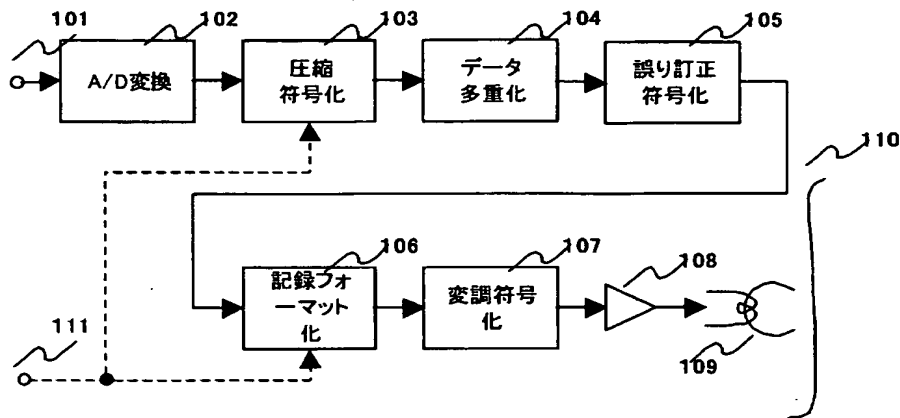 101
102
103
104
105
A/D変換
圧縮
符号化
データ
多重化
誤り訂正
符号化
110
106
107
108
記録フォ
ーマット
化
変調符号
化
109
111